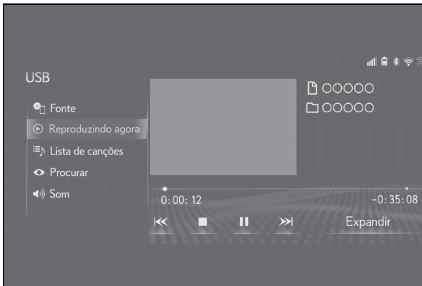 USB
Fonte
Reproduzindo agora
Lista de canções
Procurar
Som
OOOOO
OOOOO
0:00:12
-0:35:08
Expandir